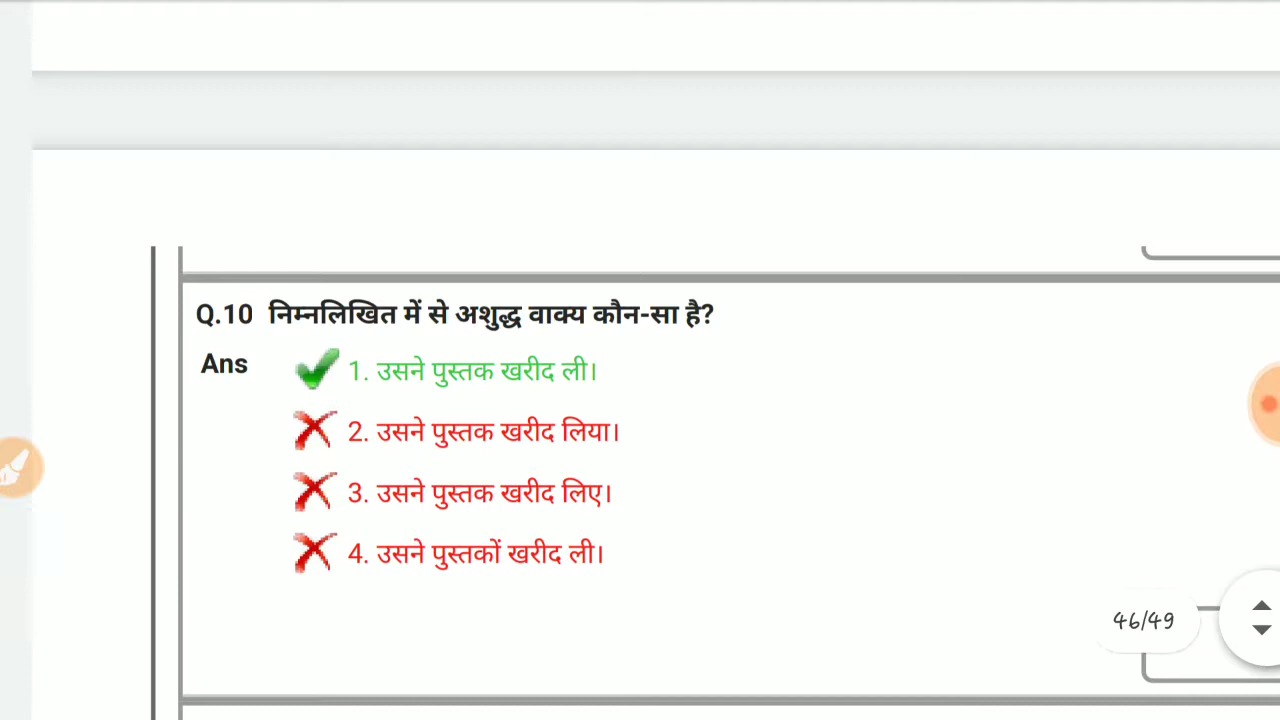 Q.10 निम्नलिखित में से अशुद्ध वाक्य कौन-सा है?
Ans 1. उसने पुस्तक खरीद ली।
2. उसने पुस्तक खरीद लिया।
3. उसने पुस्तक खरीद लिए।
4. उसने पुस्तकों खरीद ली।
46/49